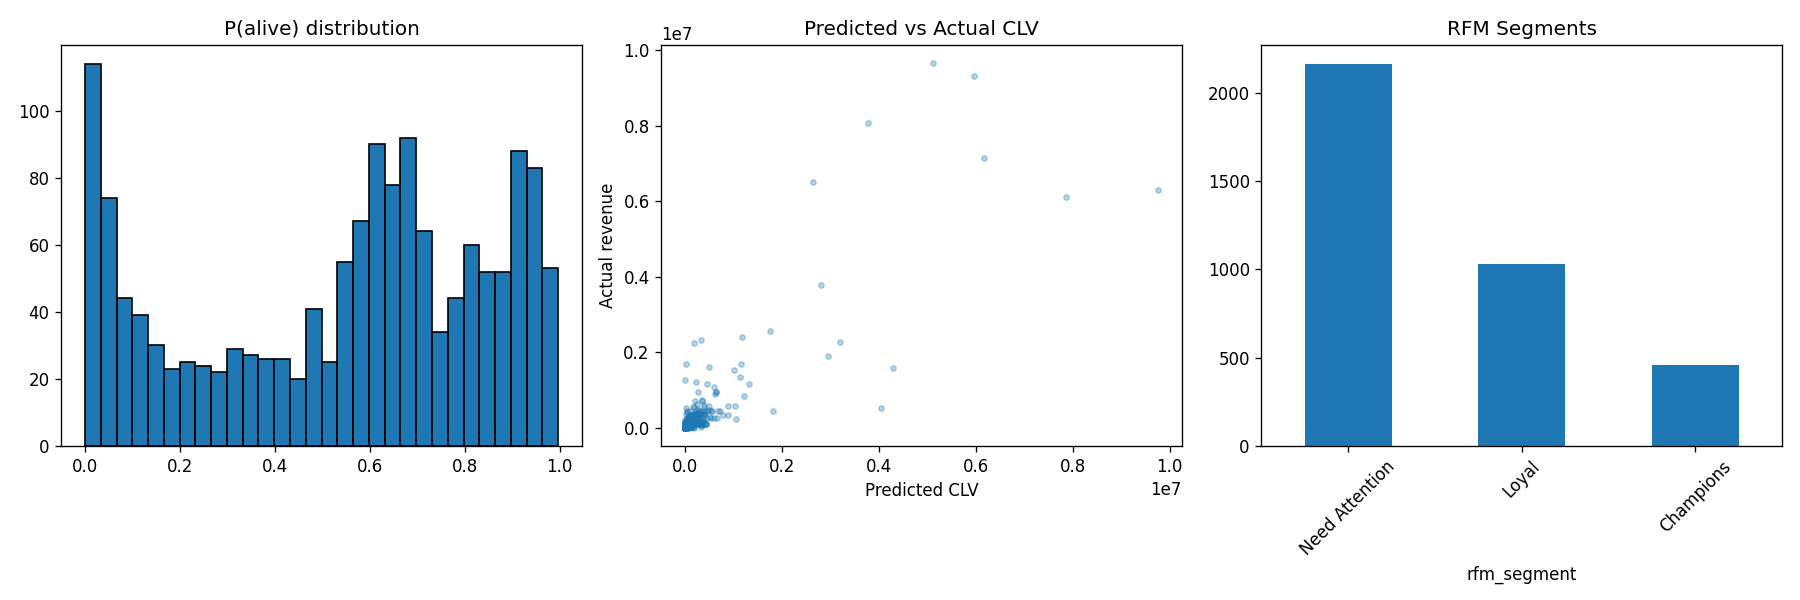 P(alive) distribution
0
20
40
60
80
100
0.0 0.2 0.4 0.6 0.8 1.0
Predicted vs Actual CLV
1e7
Actual revenue
1.0
0.8
0.6
0.4
0.2
0.0
0.0 0.2 0.4 0.6 0.8 1.0
1e7
Predicted CLV
RFM Segments
2000
1500
1000
500
0
Need Attention
Loyal
Champions
rfm_segment